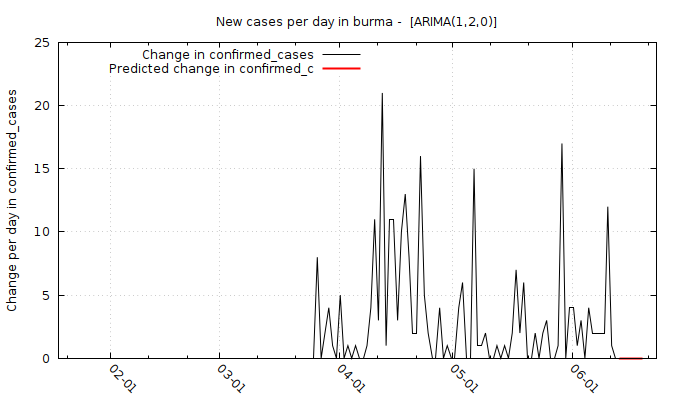 New cases per day in burma -  [ARIMA(1,2,0)]
Change in confirmed_cases
Predicted change in confirmed_c
Change per day in confirmed_cases
25
20
15
10
5
0
02-01
03-01
04-01
05-01
06-01